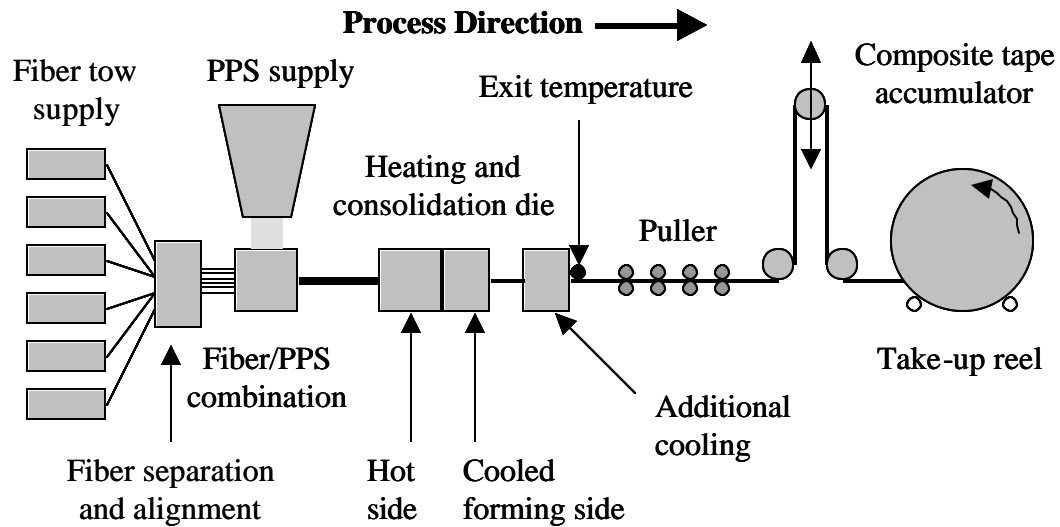 Process Direction
Fiber tow
supply
PPS supply
Exit temperature
Composite tape
accumulator
Heating and
consolidation die
Puller
Fiber/PPS
combination
Take-up reel
Additional
cooling
Fiber separation
and alignment
Hot
side
Cooled
forming side